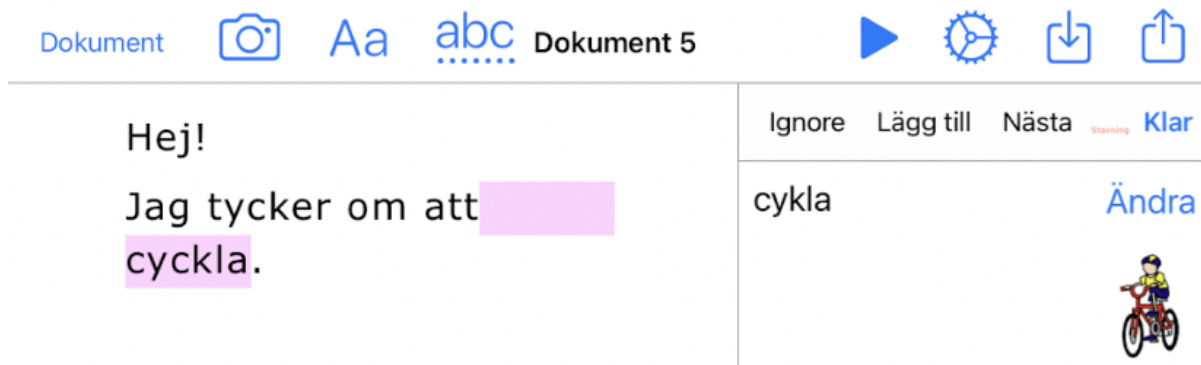 Dokument Aa abc Dokument 5
Ignore Lägg till Nästa Stavning Klar
Hej!
Jag tycker om att
cyckla.
cykla Ändra